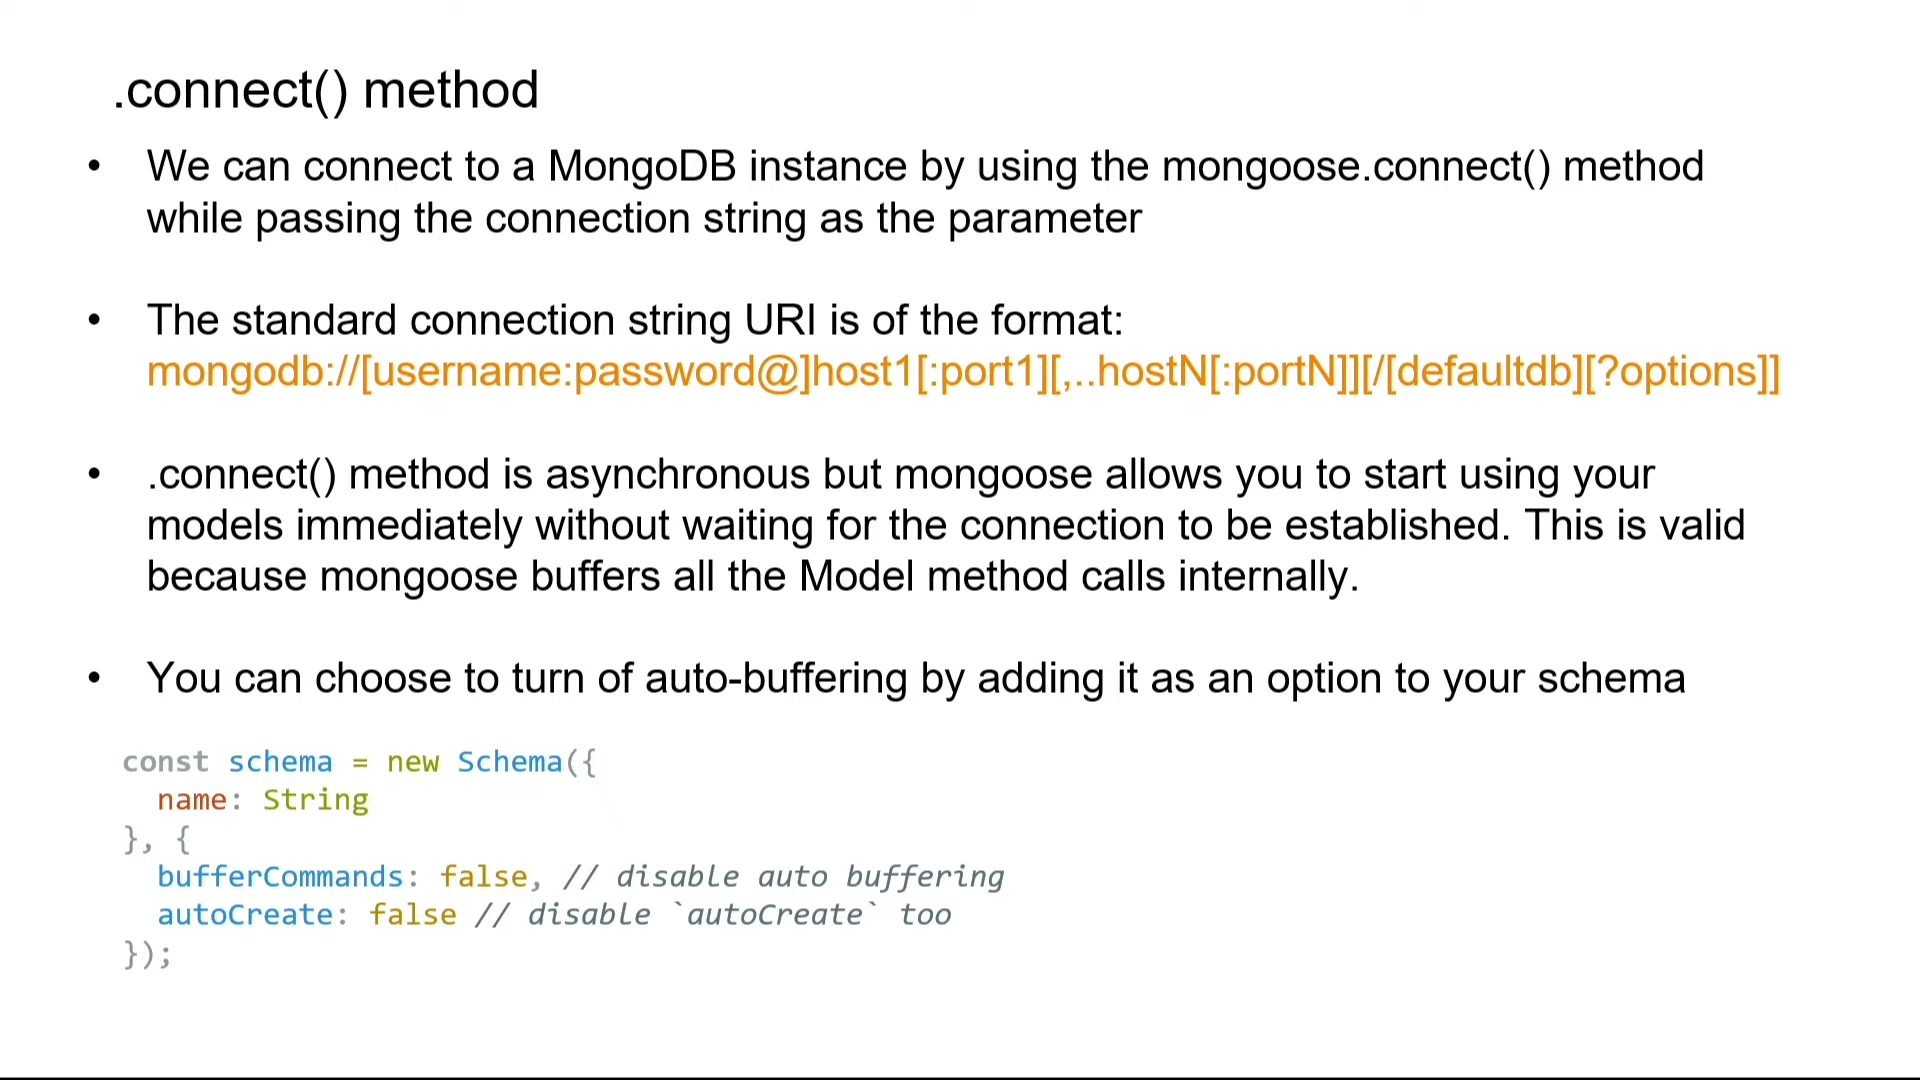 .connect() method
• We can connect to a MongoDB instance by using the mongoose.connect() method
while passing the connection string as the parameter
• The standard connection string URI is of the format:
mongodb://[username:password@]host1[:port1][,..hostN[:portN]][/[defaultdb][?options]]
• .connect() method is asynchronous but mongoose allows you to start using your
models immediately without waiting for the connection to be established. This is valid
because mongoose buffers all the Model method calls internally.
• You can choose to turn of auto-buffering by adding it as an option to your schema
const schema = new Schema({
  name: String
}, {
  bufferCommands: false, // disable auto buffering
  autoCreate: false // disable `autoCreate` too
});